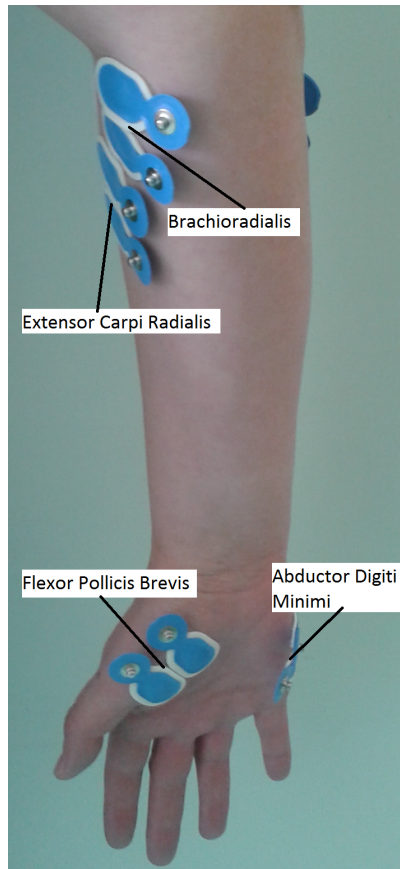 Brachioradialis
Extensor Carpi Radialis
Flexor Pollicis Brevis
Abductor Digiti
Minimi